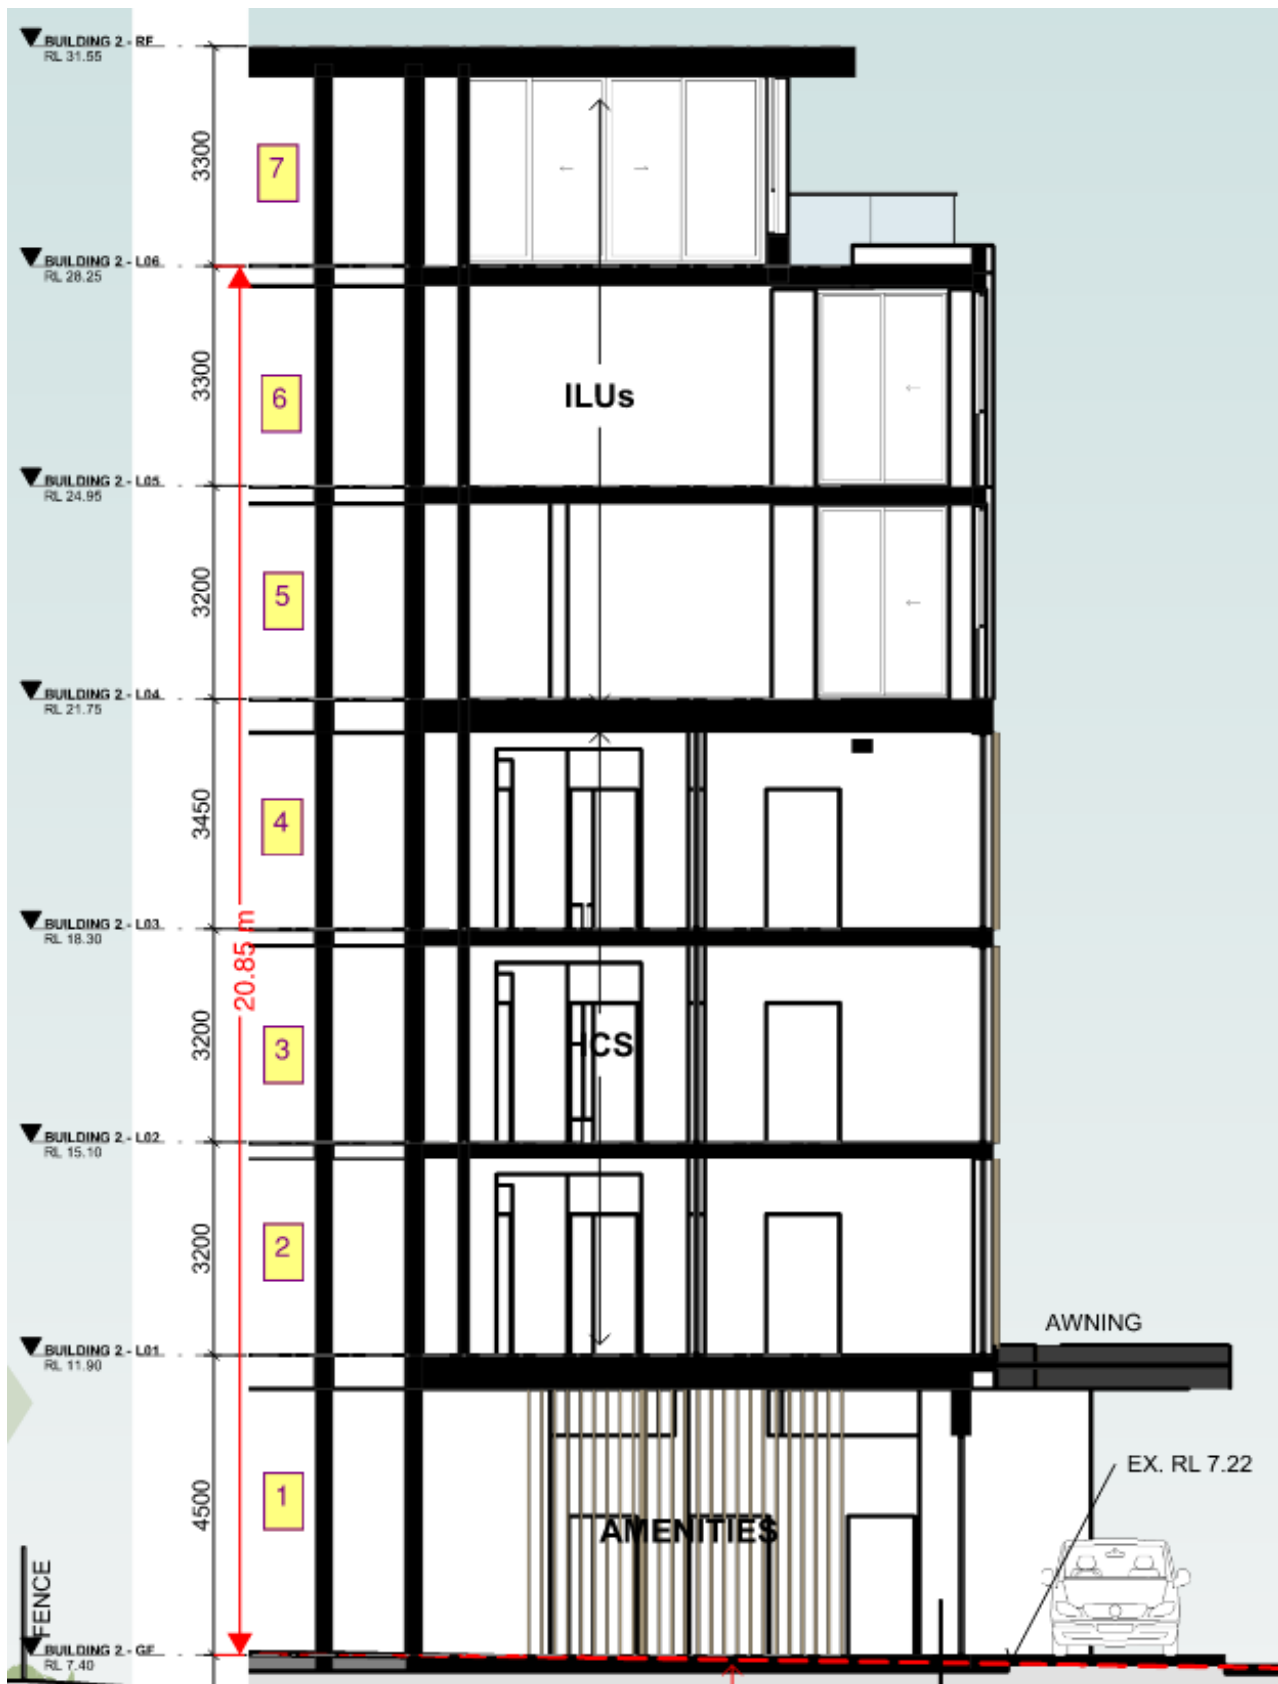 BUILDING 2 - RF
RL 31.55
3300
7
BUILDING 2 - L06
RL 28.25
3300
6
ILUs
BUILDING 2 - L05
RL 24.95
3200
5
BUILDING 2 - L04
RL 21.75
3450
4
BUILDING 2 - L03
RL 18.30
20.85 m
3200
3
HCS
BUILDING 2 - L02
RL 15.10
3200
2
AWNING
BUILDING 2 - L01
RL 11.90
EX. RL 7.22
4500
1
AMENITIES
FENCE
BUILDING 2 - GF
RL 7.40